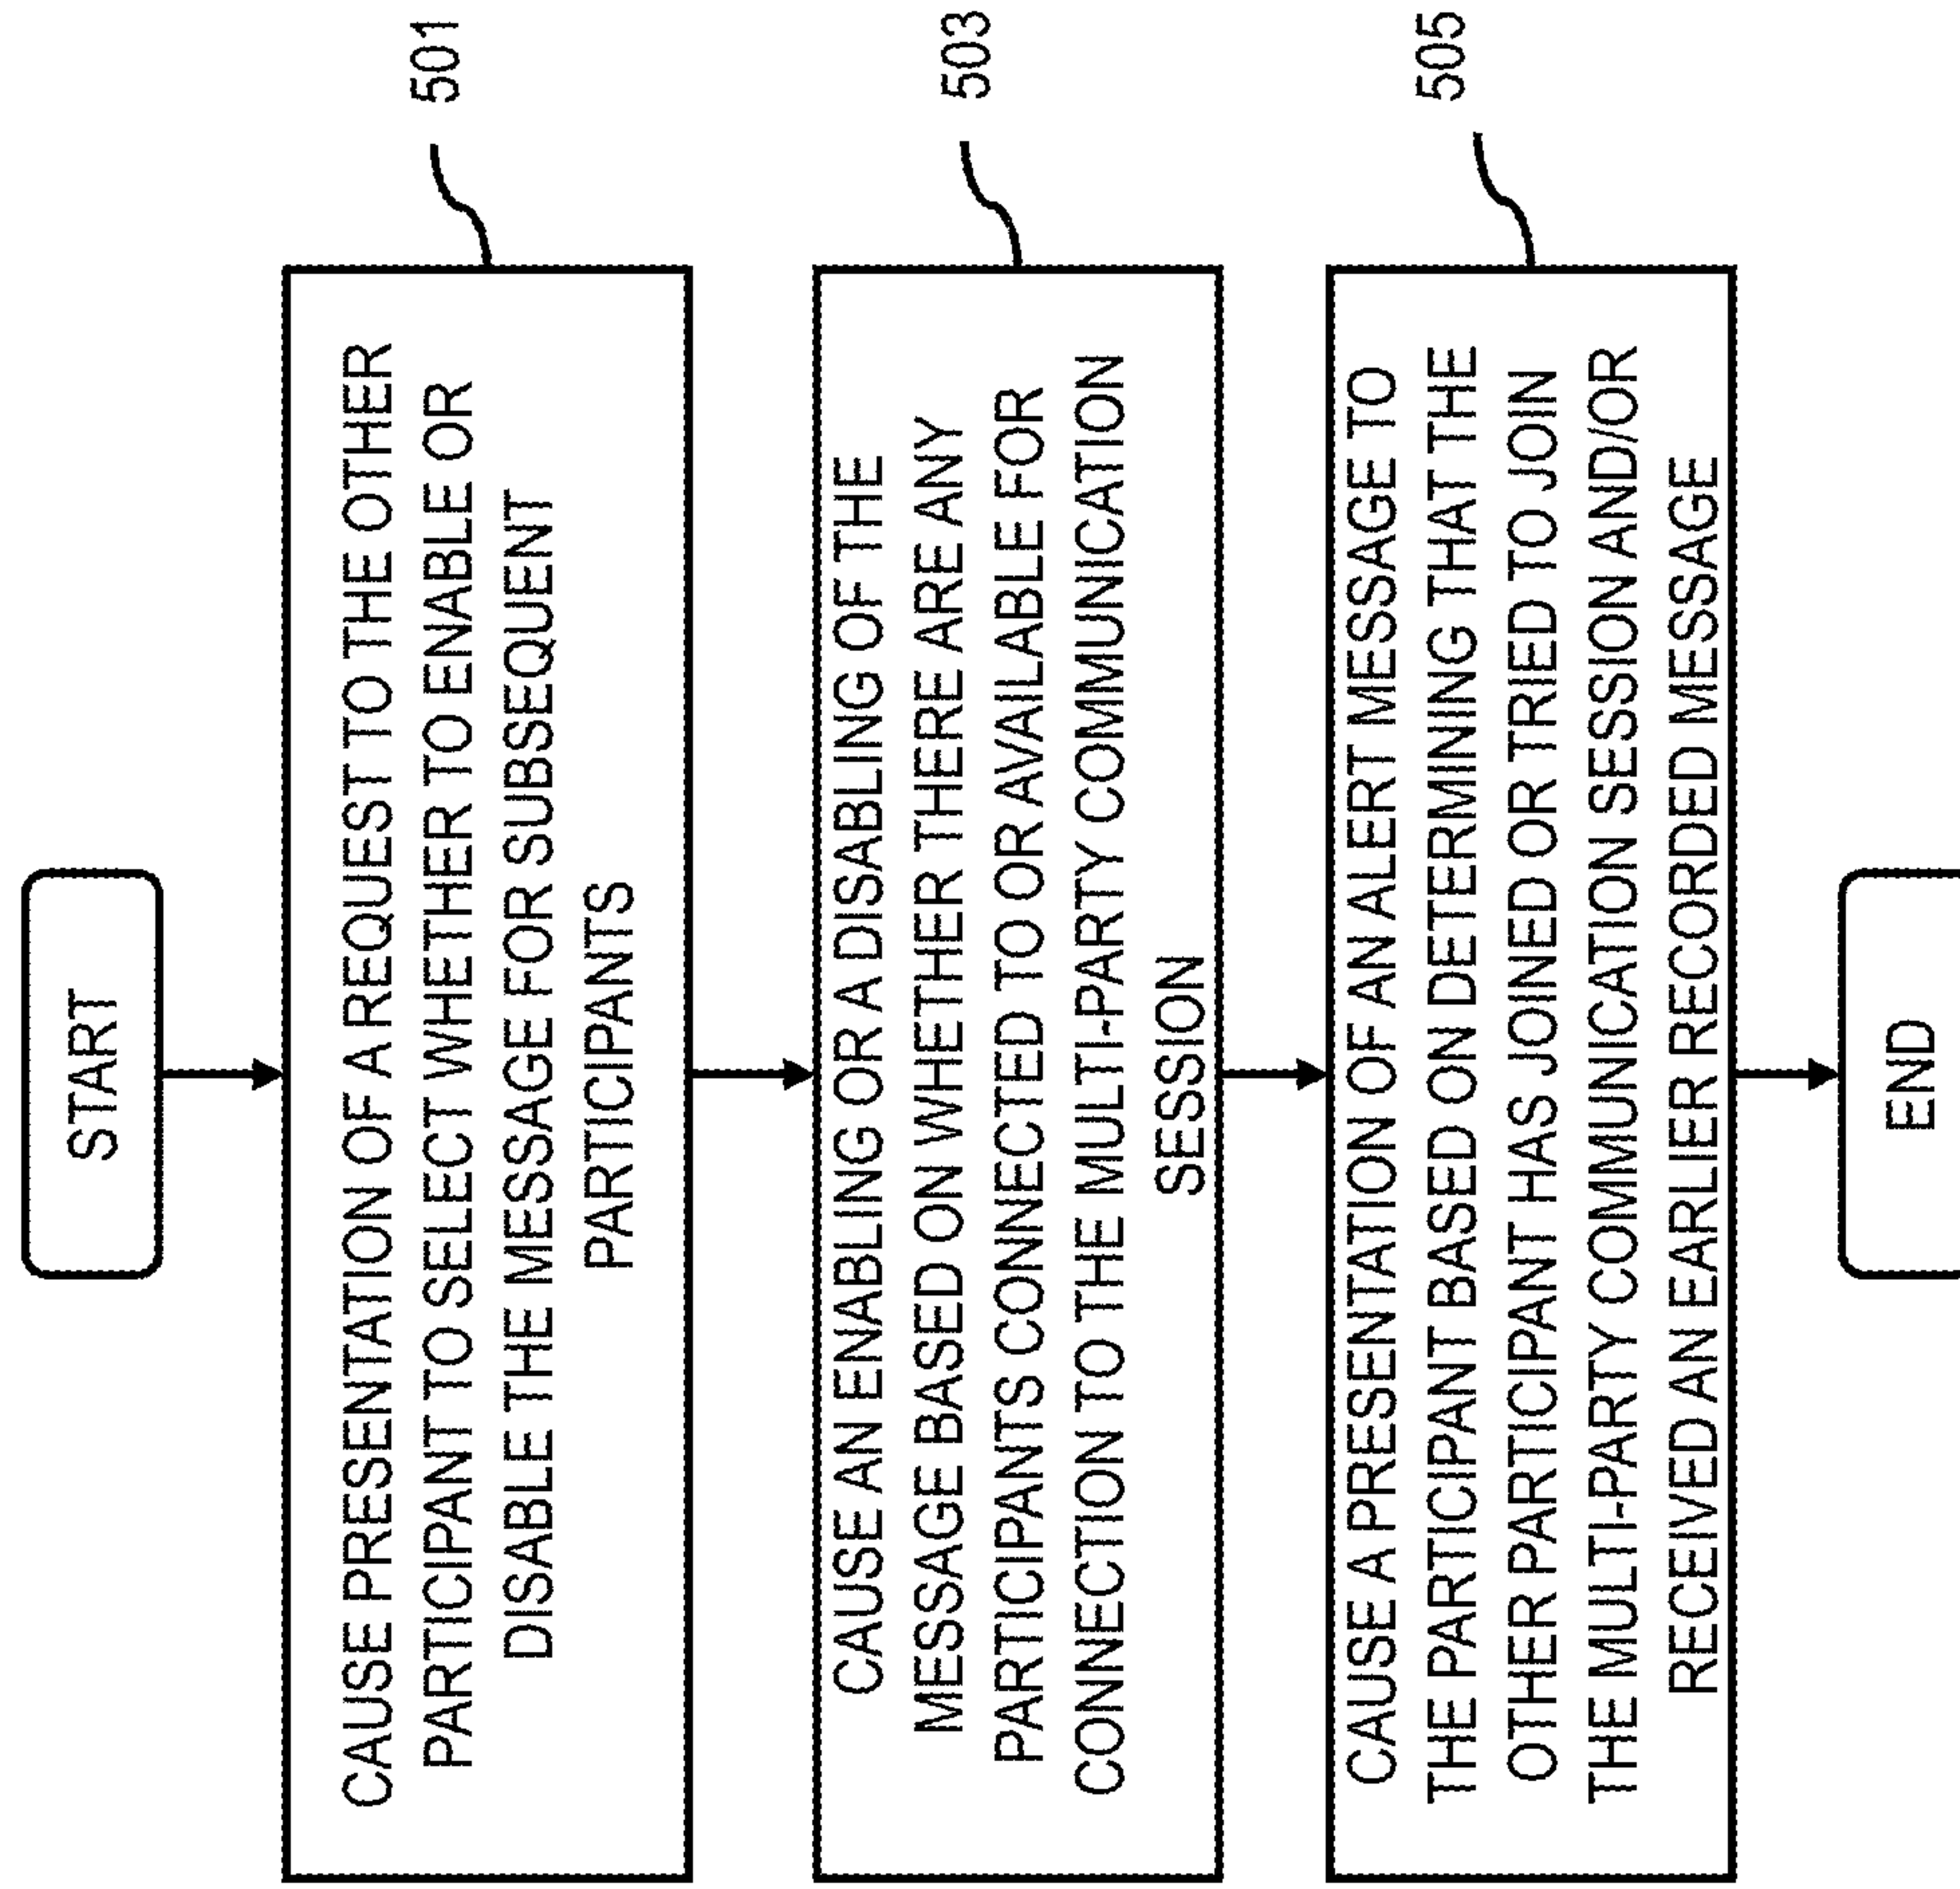 START
CAUSE PRESENTATION OF A REQUEST TO THE OTHER
PARTICIPANT TO SELECT WHETHER TO ENABLE OR
DISABLE THE MESSAGE FOR SUBSEQUENT
PARTICIPANTS
501
CAUSE AN ENABLING OR A DISABLING OF THE
MESSAGE BASED ON WHETHER THERE ARE ANY
PARTICIPANTS CONNECTED TO OR AVAILABLE FOR
CONNECTION TO THE MULTI-PARTY COMMUNICATION
SESSION
503
CAUSE A PRESENTATION OF AN ALERT MESSAGE TO
THE PARTICIPANT BASED ON DETERMINING THAT THE
OTHER PARTICIPANT HAS JOINED OR TRIED TO JOIN
THE MULTI-PARTY COMMUNICATION SESSION AND/OR
RECEIVED AN EARLIER RECORDED MESSAGE
505
END